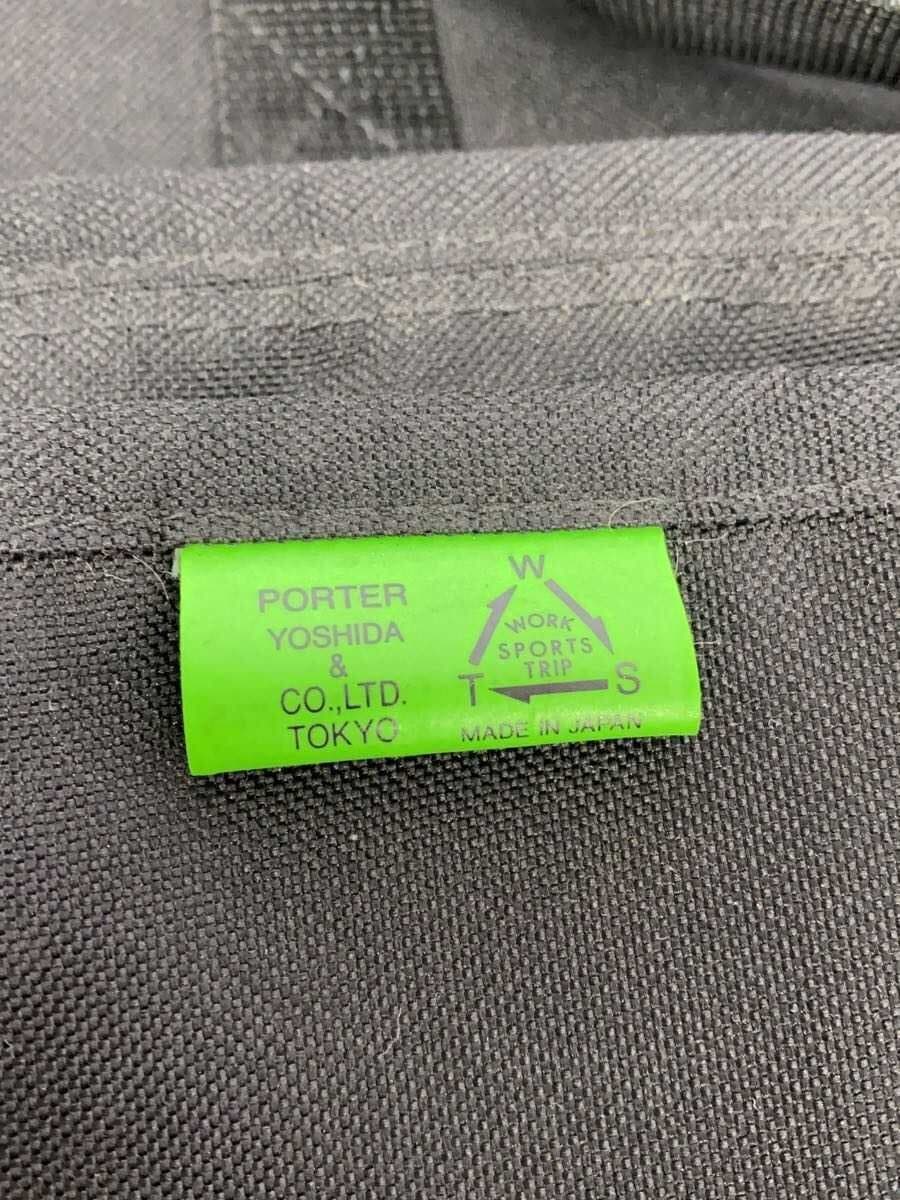 PORTER
YOSHIDA
&
CO.,LTD.
TOKYO
W
WORK
SPORTS
TRIP
T S
MADE IN JAPAN